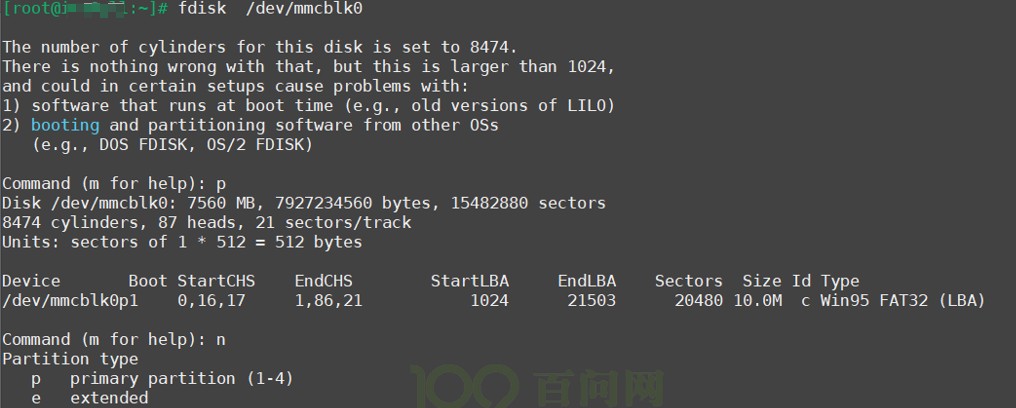 [root@i :~]# fdisk  /dev/mmcblk0
The number of cylinders for this disk is set to 8474.
There is nothing wrong with that, but this is larger than 1024,
and could in certain setups cause problems with:
1) software that runs at boot time (e.g., old versions of LILO)
2) booting and partitioning software from other OSs
   (e.g., DOS FDISK, OS/2 FDISK)
Command (m for help): p
Disk /dev/mmcblk0: 7560 MB, 7927234560 bytes, 15482880 sectors
8474 cylinders, 87 heads, 21 sectors/track
Units: sectors of 1 * 512 = 512 bytes
Device       Boot StartCHS    EndCHS        StartLBA     EndLBA    Sectors  Size Id Type
/dev/mmcblk0p1    0,16,17     1,86,21           1024      21503      20480 10.0M  c Win95 FAT32 (LBA)
Command (m for help): n
Partition type
   p   primary partition (1-4)
   e   extended
100 百问网